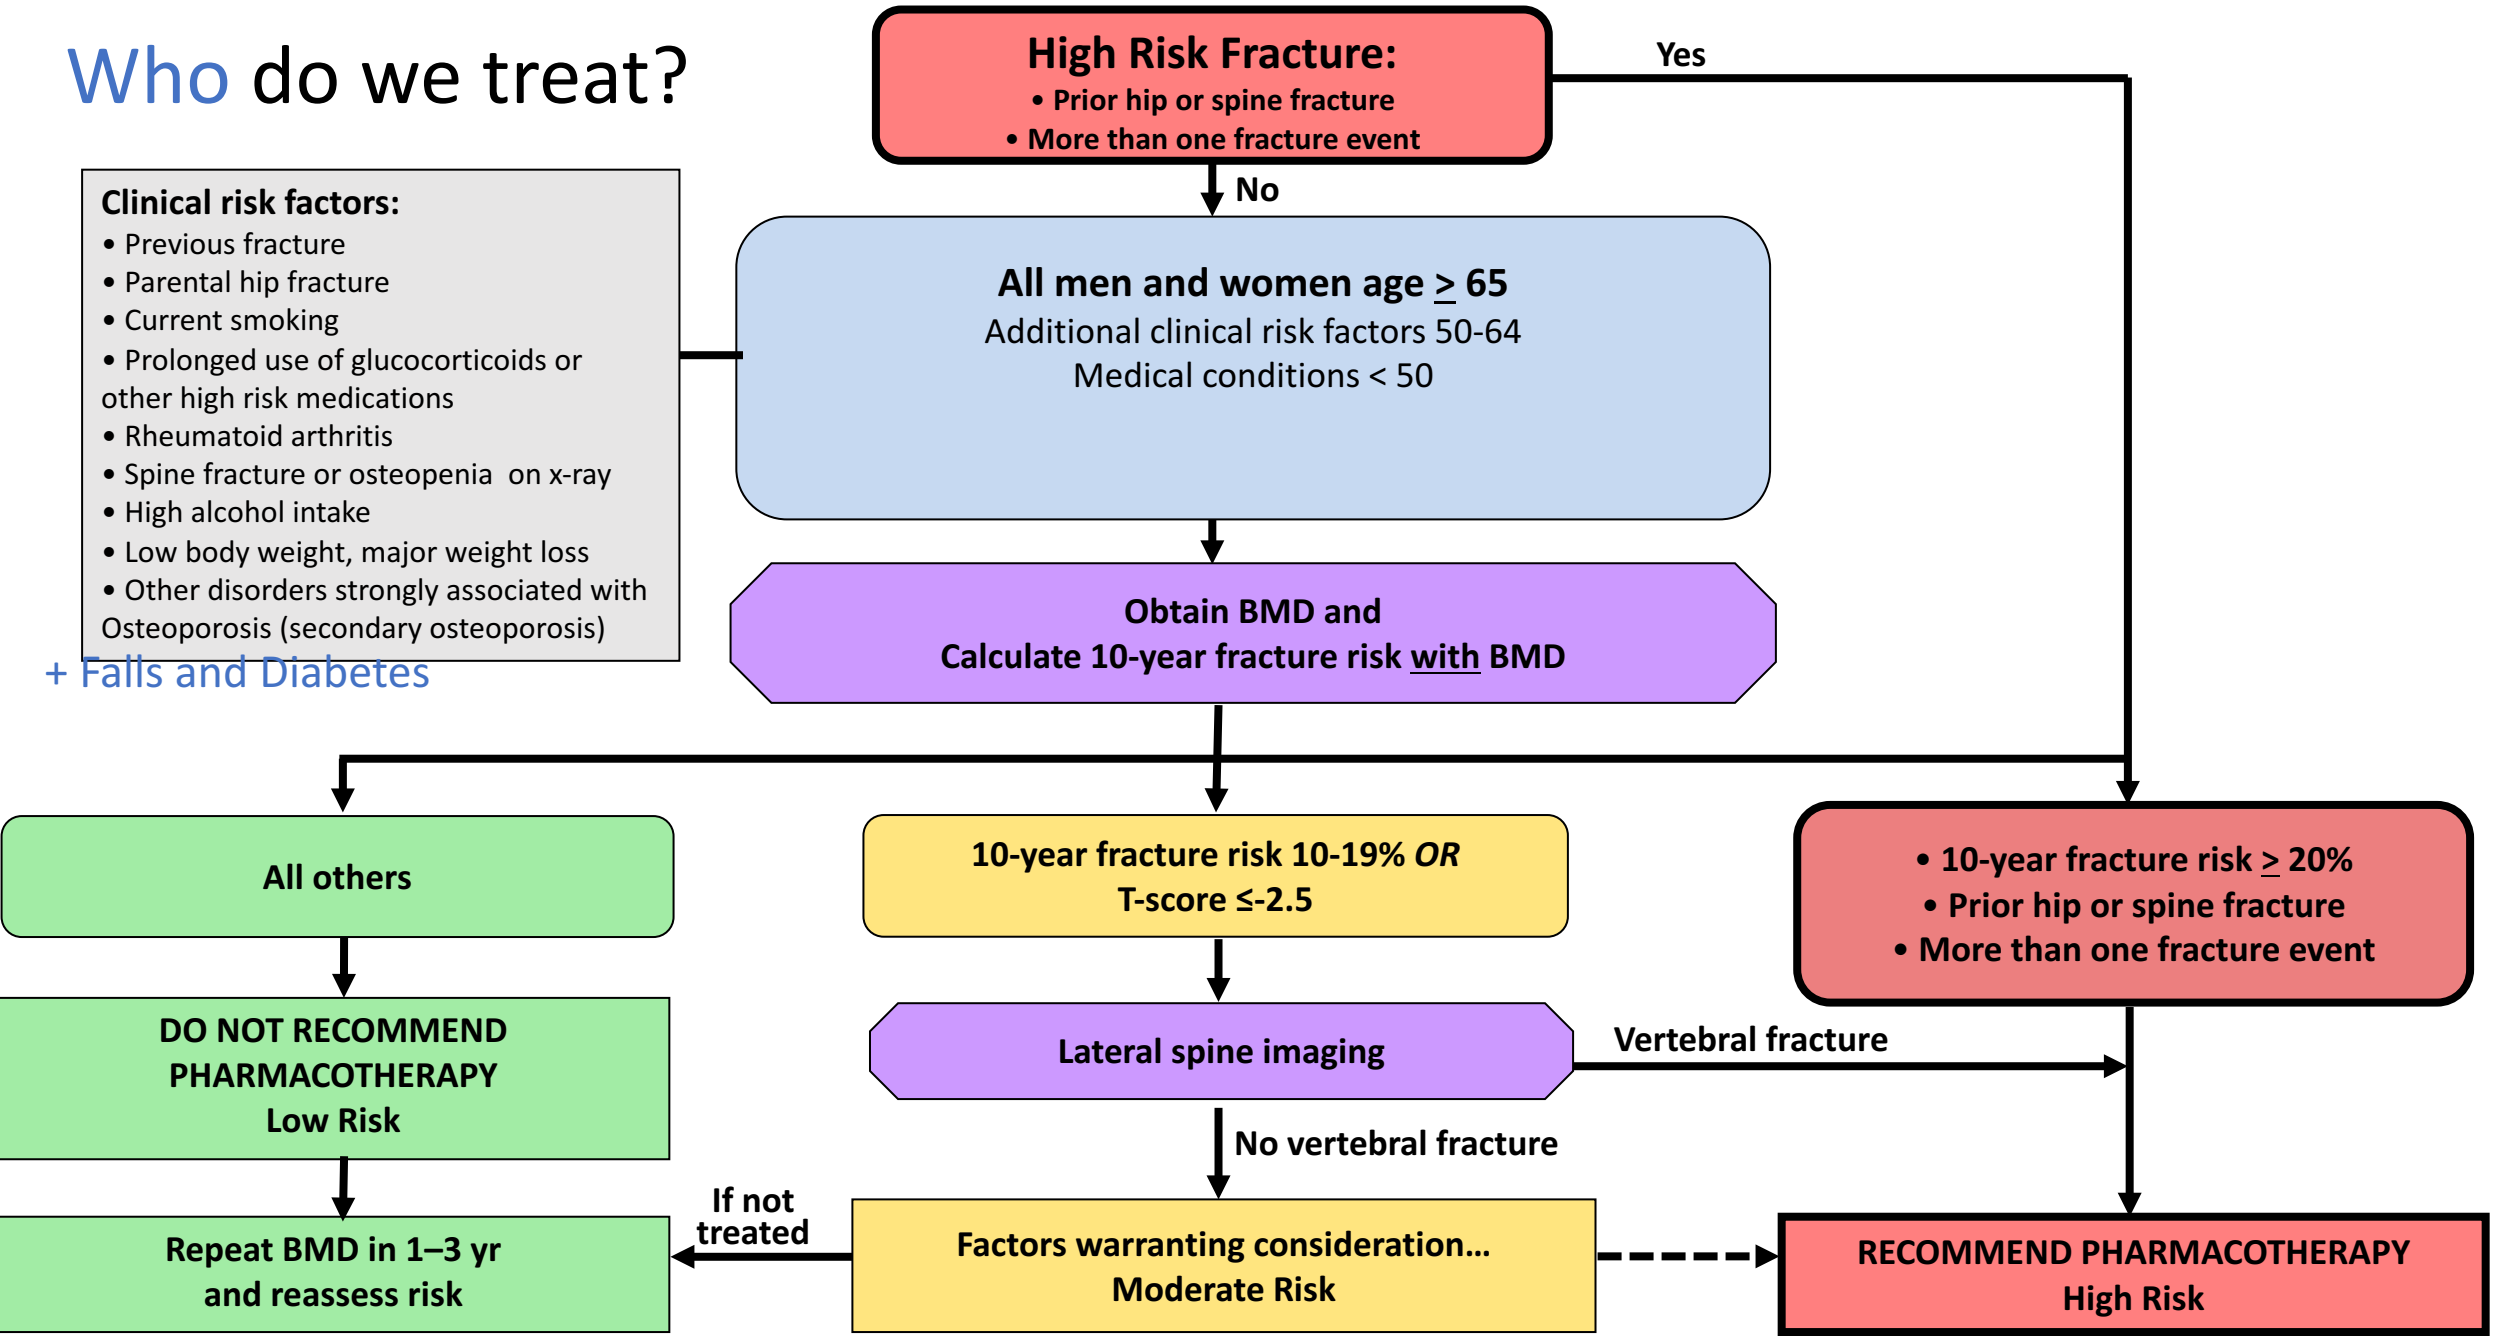 Who do we treat?
High Risk Fracture:
• Prior hip or spine fracture
• More than one fracture event
Yes
No
Clinical risk factors:
• Previous fracture
• Parental hip fracture
• Current smoking
• Prolonged use of glucocorticoids or
other high risk medications
• Rheumatoid arthritis
• Spine fracture or osteopenia on x-ray
• High alcohol intake
• Low body weight, major weight loss
• Other disorders strongly associated with
Osteoporosis (secondary osteoporosis)
+ Falls and Diabetes
All men and women age > 65
Additional clinical risk factors 50-64
Medical conditions < 50
Obtain BMD and
Calculate 10-year fracture risk with BMD
All others
10-year fracture risk 10-19% OR
T-score ≤-2.5
• 10-year fracture risk > 20%
• Prior hip or spine fracture
• More than one fracture event
DO NOT RECOMMEND
PHARMACOTHERAPY
Low Risk
Lateral spine imaging
Vertebral fracture
No vertebral fracture
If not
treated
Repeat BMD in 1–3 yr
and reassess risk
Factors warranting consideration...
Moderate Risk
RECOMMEND PHARMACOTHERAPY
High Risk